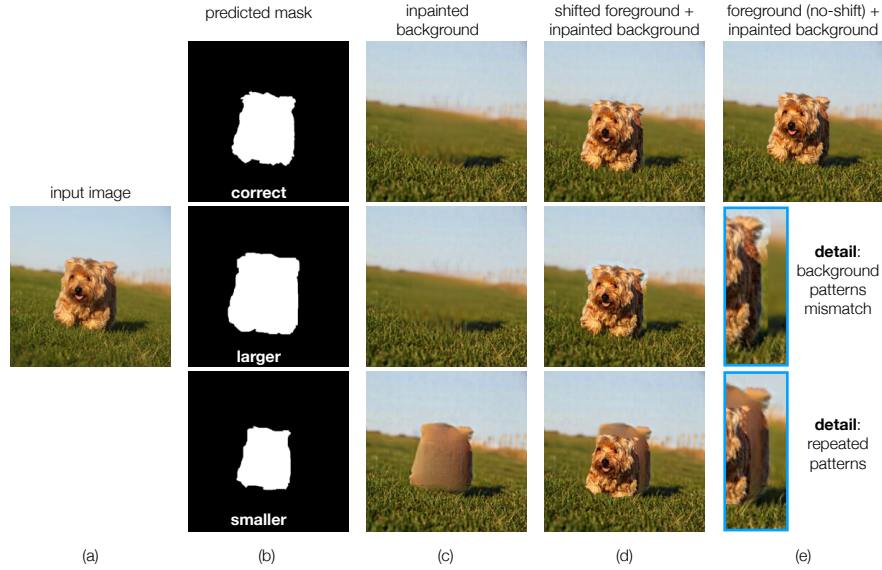 predicted mask
inpainted
background
shifted foreground +
inpainted background
foreground (no-shift) +
inpainted background
correct
input image
larger
detail:
background
patterns
mismatch
smaller
detail:
repeated
patterns
(a)
(b)
(c)
(d)
(e)